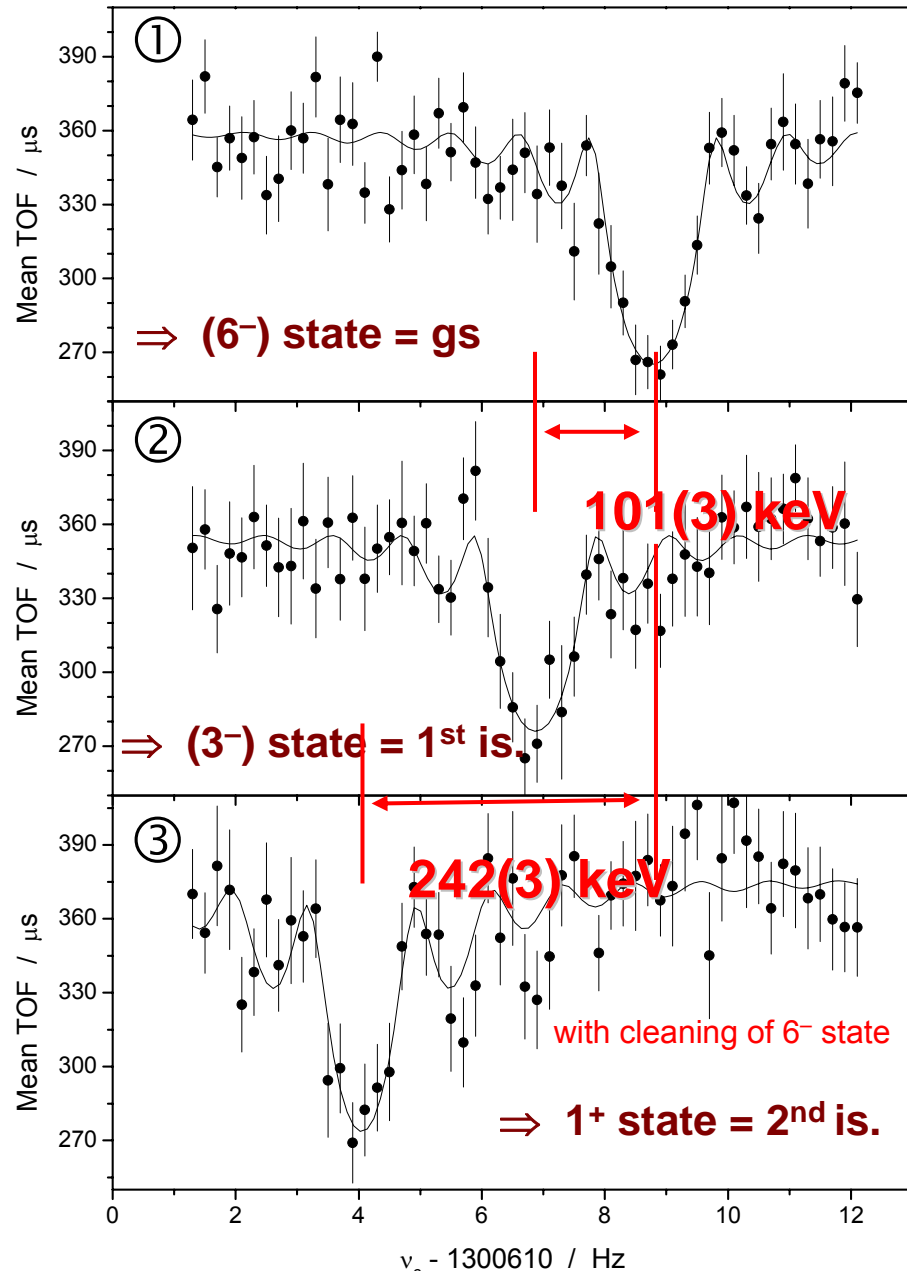 ①
390
360
330
300
270
Mean TOF / μs
⇒ (6⁻) state = gs
②
390
360
330
300
270
Mean TOF / μs
101(3) keV
⇒ (3⁻) state = 1st is.
③
390
360
330
300
270
Mean TOF / μs
242(3) keV
with cleaning of 6⁻ state
⇒ 1⁺ state = 2nd is.
0 2 4 6 8 10 12
ν - 1300610 / Hz